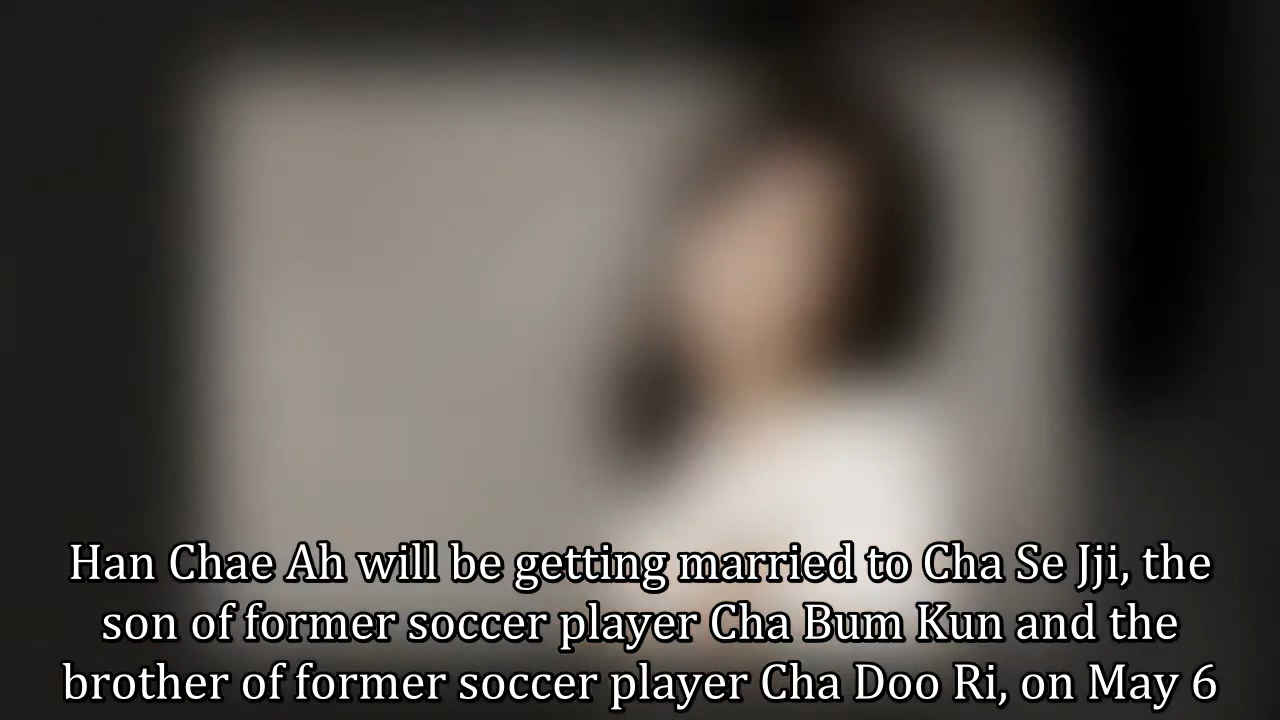 Han Chae Ah will be getting married to Cha Se Jji, the
son of former soccer player Cha Bum Kun and the
brother of former soccer player Cha Doo Ri, on May 6